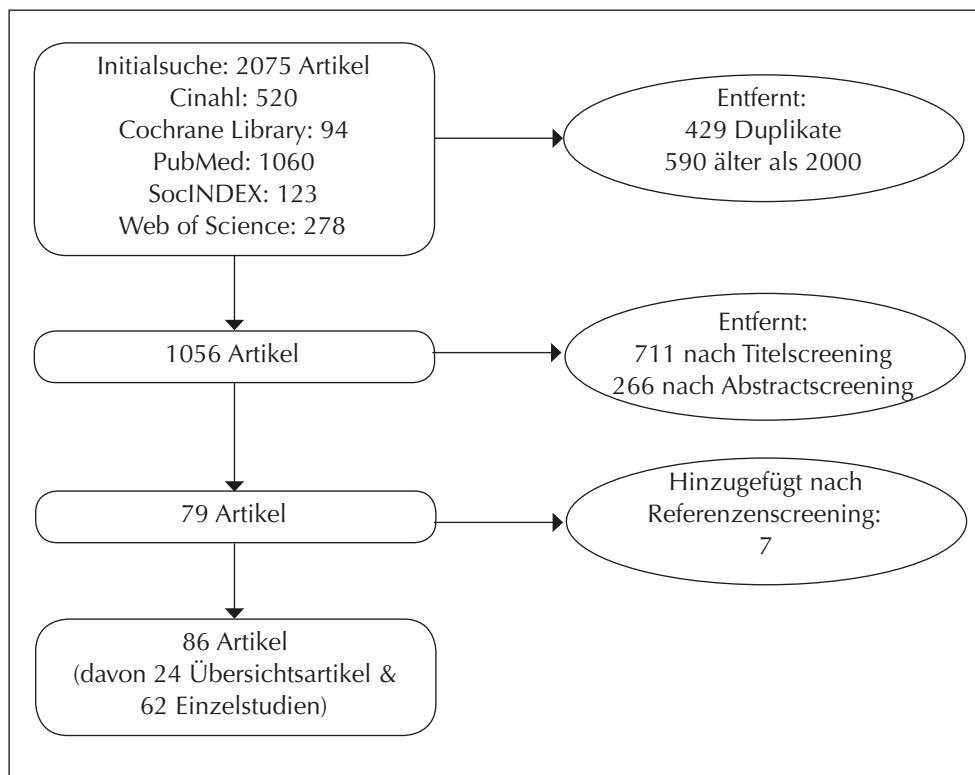 Initialsuche: 2075 Artikel
Cinahl: 520
Cochrane Library: 94
PubMed: 1060
SocINDEX: 123
Web of Science: 278
Entfernt:
429 Duplikate
590 älter als 2000
1056 Artikel
Entfernt:
711 nach Titelscreening
266 nach Abstractscreening
79 Artikel
Hinzugefügt nach
Referenzenscreening:
7
86 Artikel
(davon 24 Übersichtsartikel &
62 Einzelstudien)